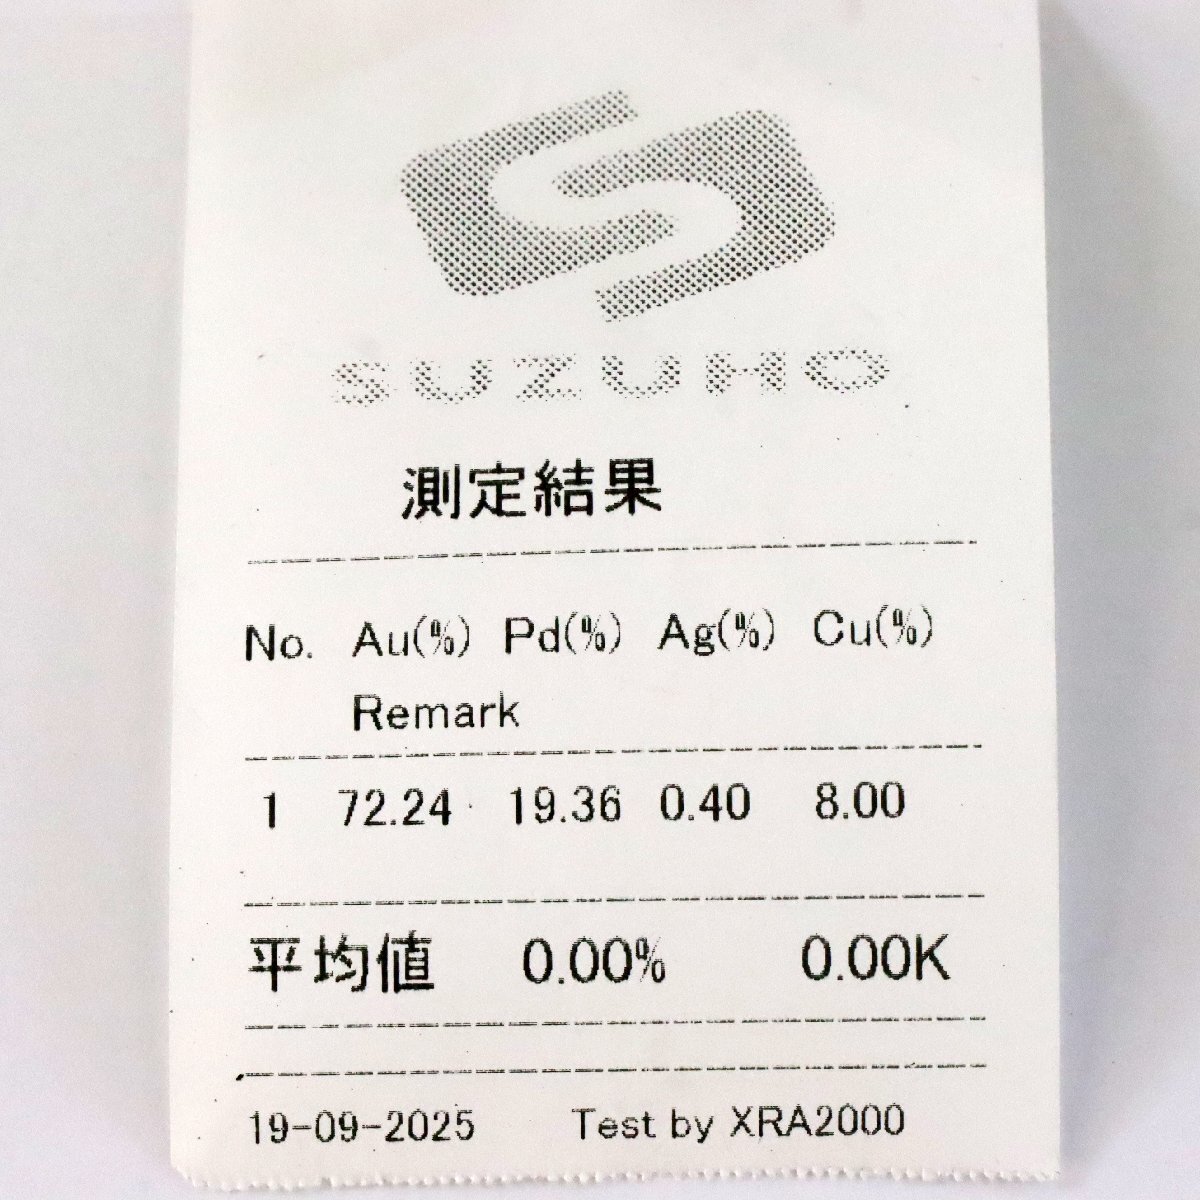 SUZUHO
測定結果
No. Au(%) Pd(%) Ag(%) Cu(%)
Remark
1 72.24 19.36 0.40 8.00
平均値 0.00% 0.00K
19-09-2025 Test by XRA2000